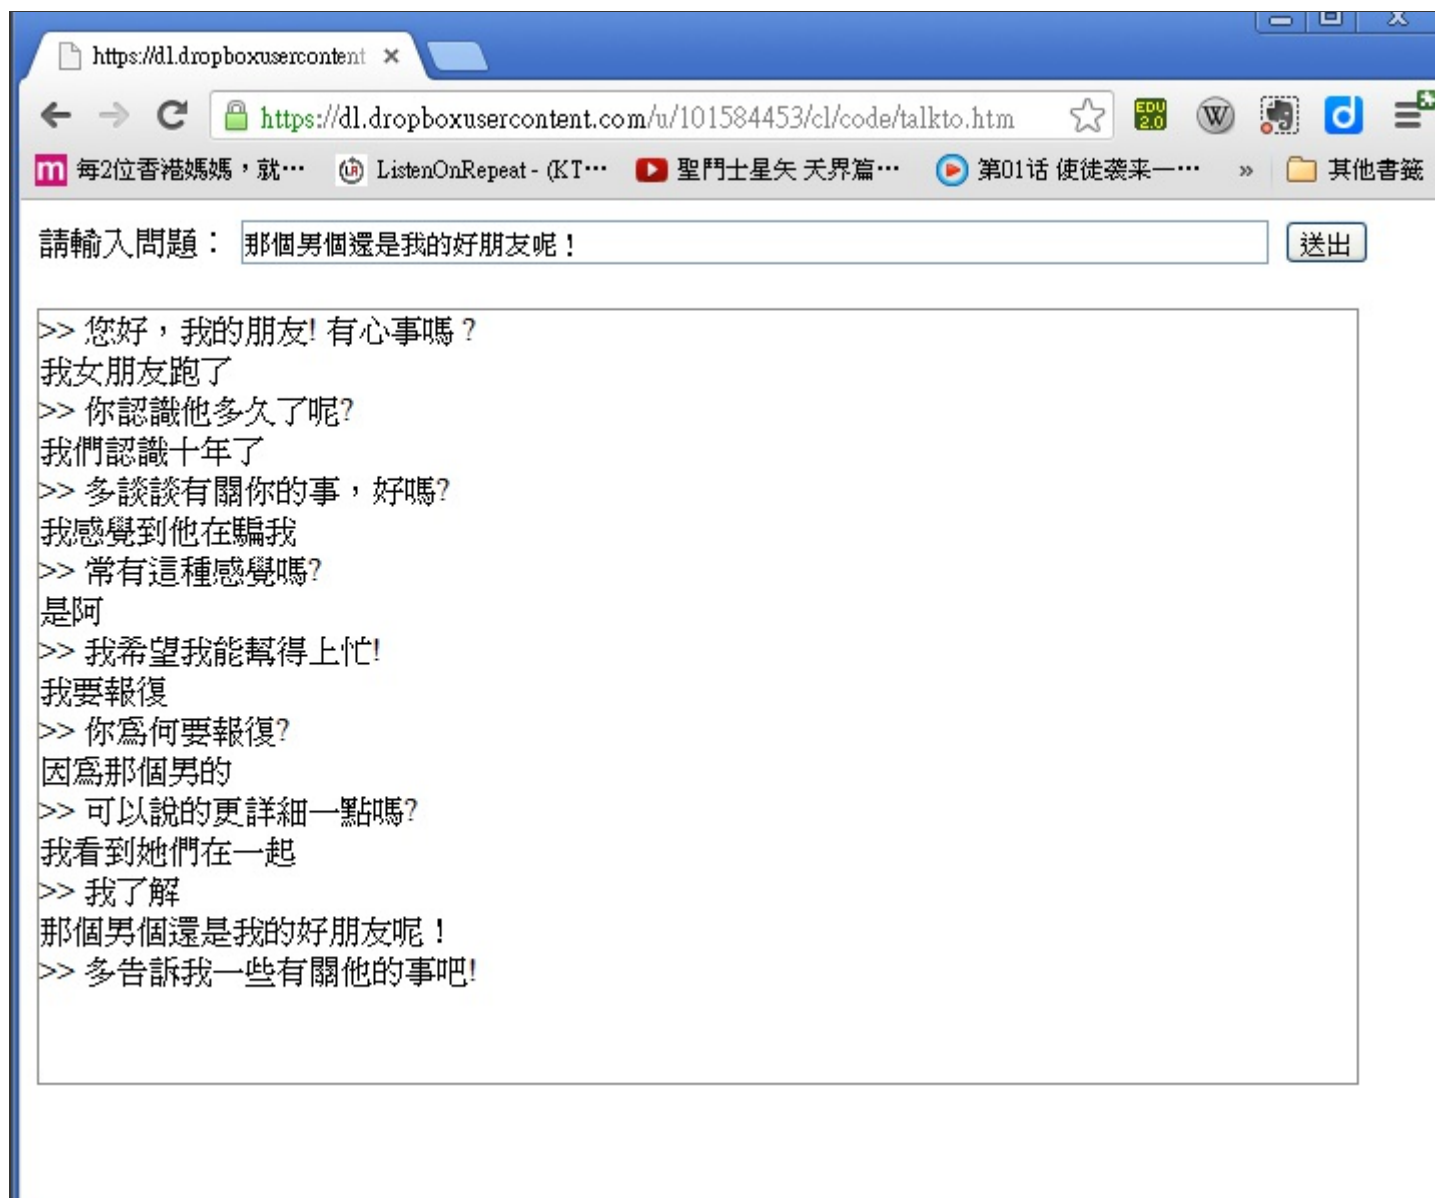 https://dl.dropboxusercontent
https://dl.dropboxusercontent.com/u/101584453/cl/code/talkto.htm
EDU 2.0
W
d
m 每2位香港媽媽，就… LR ListenOnRepeat - (KT… 聖鬥士星矢 天界篇… 第01话 使徒袭来—… » 其他書籤
請輸入問題： 那個男個還是我的好朋友呢！ 送出
>> 您好，我的朋友! 有心事嗎？
我女朋友跑了
>> 你認識他多久了呢?
我們認識十年了
>> 多談談有關你的事，好嗎?
我感覺到他在騙我
>> 常有這種感覺嗎?
是阿
>> 我希望我能幫得上忙!
我要報復
>> 你為何要報復?
因為那個男的
>> 可以說的更詳細一點嗎?
我看到她們在一起
>> 我了解
那個男個還是我的好朋友呢！
>> 多告訴我一些有關他的事吧!